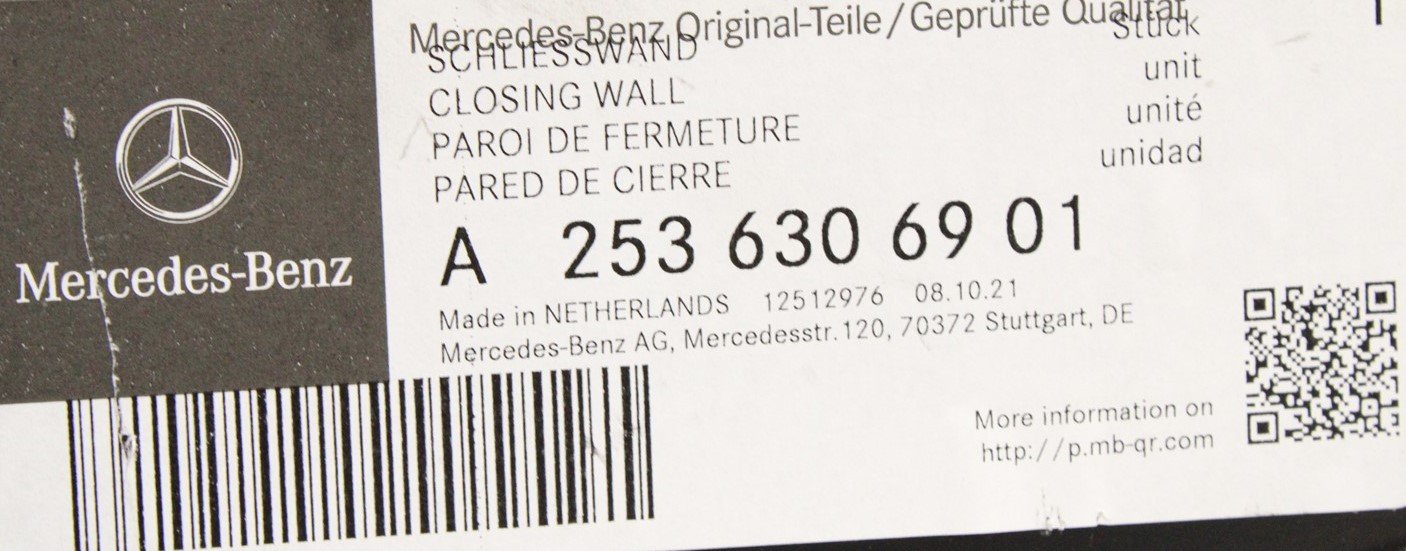 Mercedes-Benz Original-Teile / Geprüfte Qualität
SCHLIESSWAND Stück
CLOSING WALL unit
PAROI DE FERMETURE unité
PARED DE CIERRE unidad
A 253 630 69 01
Mercedes-Benz
Made in NETHERLANDS 12512976 08.10.21
Mercedes-Benz AG, Mercedesstr. 120, 70372 Stuttgart, DE
More information on
http://p.mb-qr.com